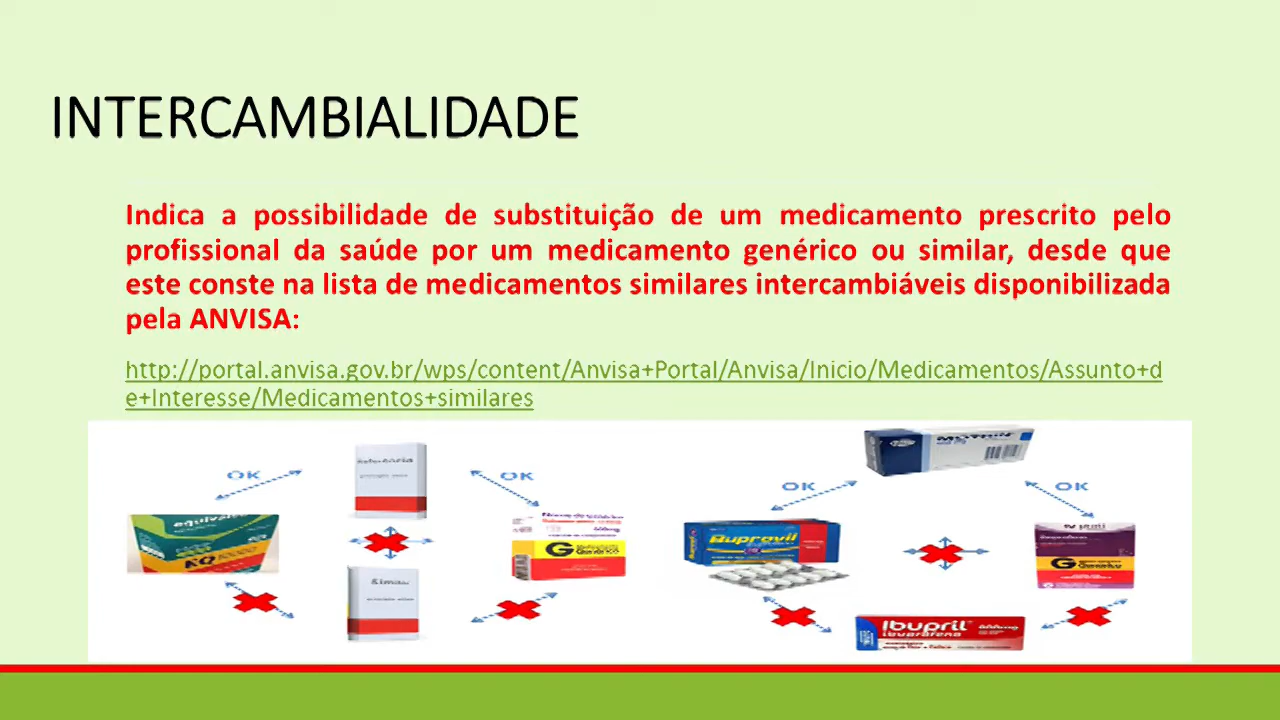 INTERCAMBIALIDADE
Indica a possibilidade de substituição de um medicamento prescrito pelo
profissional da saúde por um medicamento genérico ou similar, desde que
este conste na lista de medicamentos similares intercambiáveis disponibilizada
pela ANVISA:
http://portal.anvisa.gov.br/wps/content/Anvisa+Portal/Anvisa/Inicio/Medicamentos/Assunto+d
e+Interesse/Medicamentos+similares
OK
OK
OK
OK
G
Buprovil
G
Genérico
Ibupril